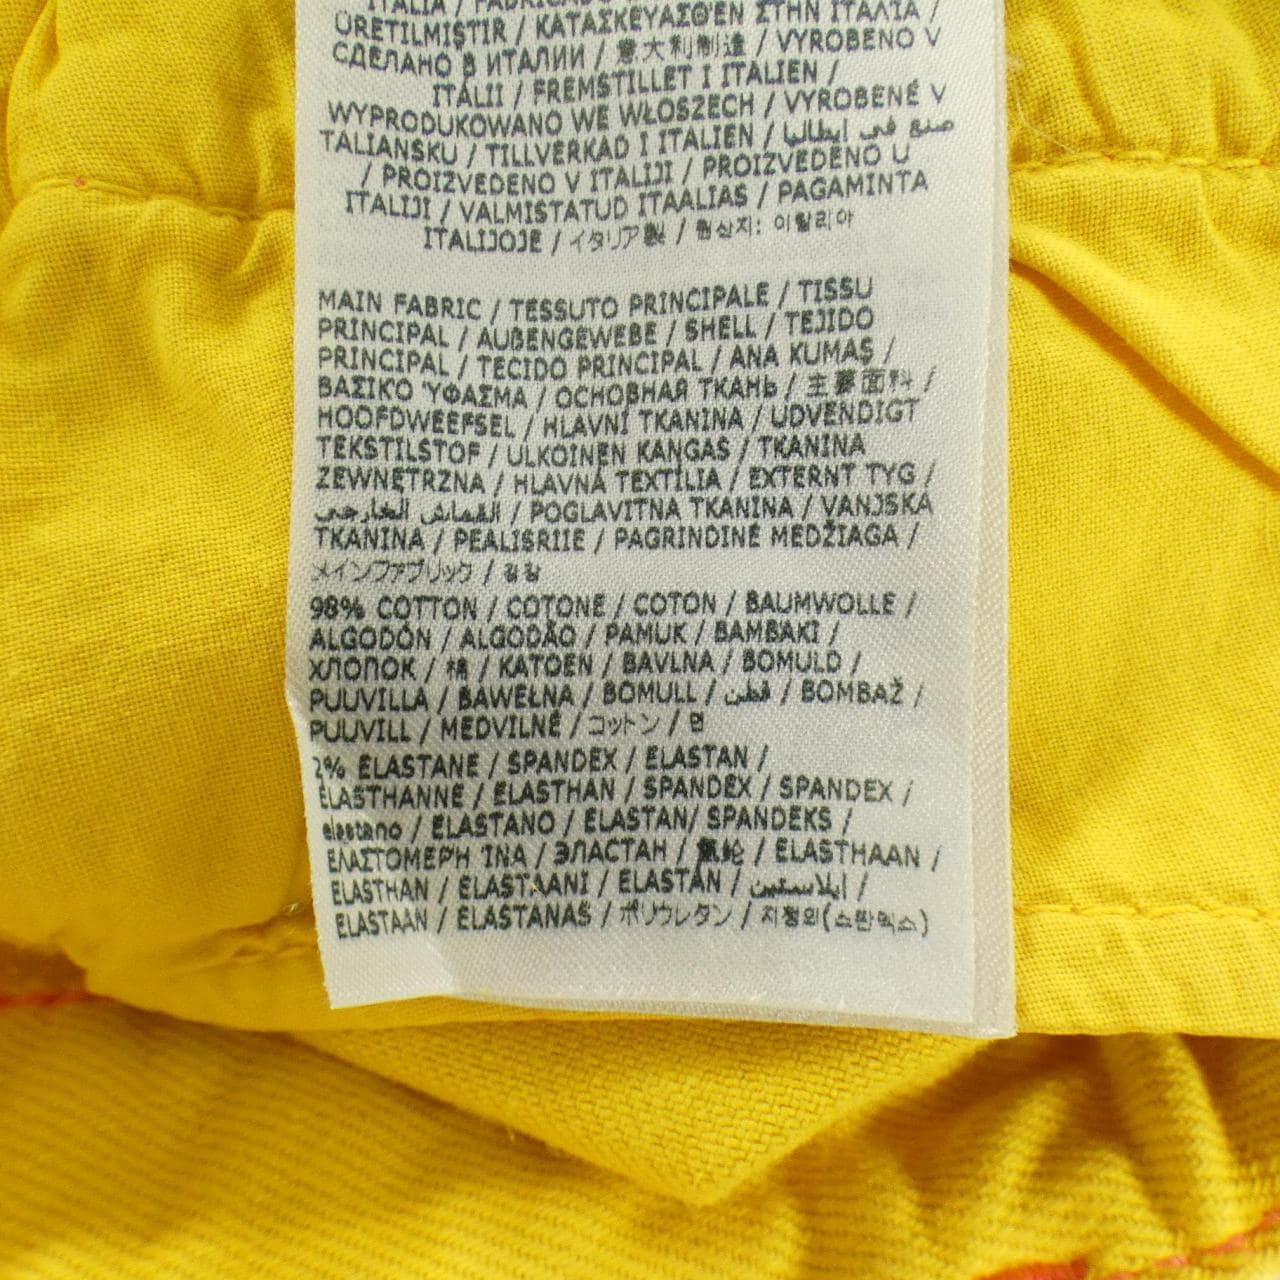 ITALIA / FABRICADO
ÜRETILMIŞTIR / ΚΑΤΑΣΚΕΥΑΣΘΈΝ ΣΤΗΝ ΙΤΑΛΊΑ /
СДЕЛАНО В ИТАЛИИ / 意大利制造 / VYROBENO V
ITÁLII / FREMSTILLET I ITALIEN /
WYPRODUKOWANO WE WŁOSZECH / VYROBENÉ V
TALIANSKU / TILLVERKAD I ITALIEN / صنع في ايطاليا
/ PROIZVEDENO V ITALIJI / PROIZVEDENO U
ITALIJI / VALMISTATUD ITAALIAS / PAGAMINTA
ITALIJOJE / イタリア製 / 원산지: 이탈리아
MAIN FABRIC / TESSUTO PRINCIPALE / TISSU
PRINCIPAL / AUßENGEWEBE / SHELL / TEJIDO
PRINCIPAL / TECIDO PRINCIPAL / ANA KUMAŞ /
ΒΑΣΙΚΟ ΎΦΑΣΜΑ / ОСНОВНАЯ ТКАНЬ / 主要面料 /
HOOFDWEEFSEL / HLAVNÍ TKANINA / UDVENDIGT
TEKSTILSTOF / ULKOINEN KANGAS / TKANINA
ZEWNĘTRZNA / HLAVNÁ TEXTÍLIA / EXTERNT TYG /
القماش الخارجي / POGLAVITNA TKANINA / VANJSKA
TKANINA / PEALISRIIE / PAGRINDINĖ MEDŽIAGA /
メインファブリック / 겉감
98% COTTON / COTONE / COTON / BAUMWOLLE /
ALGODÓN / ALGODÃO / PAMUK / ΒΑΜΒΑΚΙ /
ХЛОПОК / 棉 / KATOEN / BAVLNA / BOMULD /
PUUVILLA / BAWEŁNA / BOMULL / قطن / BOMBAŽ /
PUUVILL / MEDVILNĖ / コットン / 면
2% ELASTANE / SPANDEX / ELASTAN /
ÉLASTHANNE / ELASTHAN / SPANDEX / SPANDEX /
elastano / ELASTANO / ELASTAN/ SPANDEKS /
ΕΛΑΣΤΟΜΕΡΉ ΊΝΑ / ЭЛАСТАН / 氨纶 / ELASTHAAN /
ELASTHAN / ELASTAANI / ELASTAN / ايلاستين /
ELASTAAN / ELASTANAS / ポリウレタン / 지정외(스판덱스)